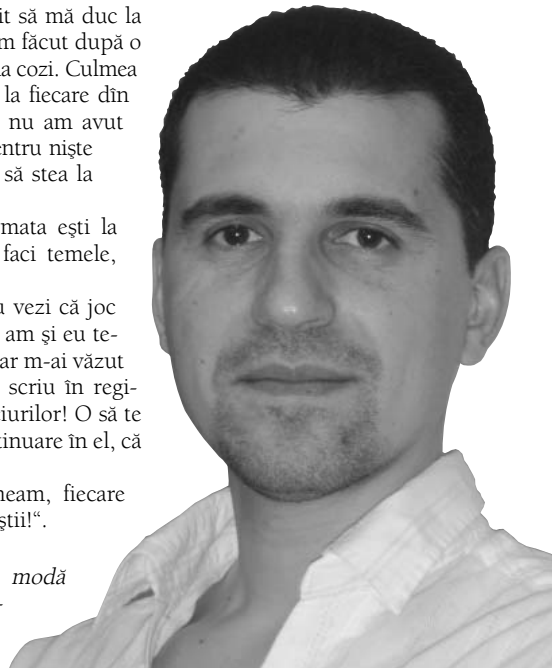 it să mă duc la
m făcut după o
la cozi. Culmea
la fiecare dîn
nu am avut
entru nişte
să stea la
mata eşti la
faci temele,
u vezi că joc
am şi eu te-
ar m-ai văzut
scriu în regi-
iurilor! O să te
tinuare în el, că
neam, fiecare
ştii!“.
modă